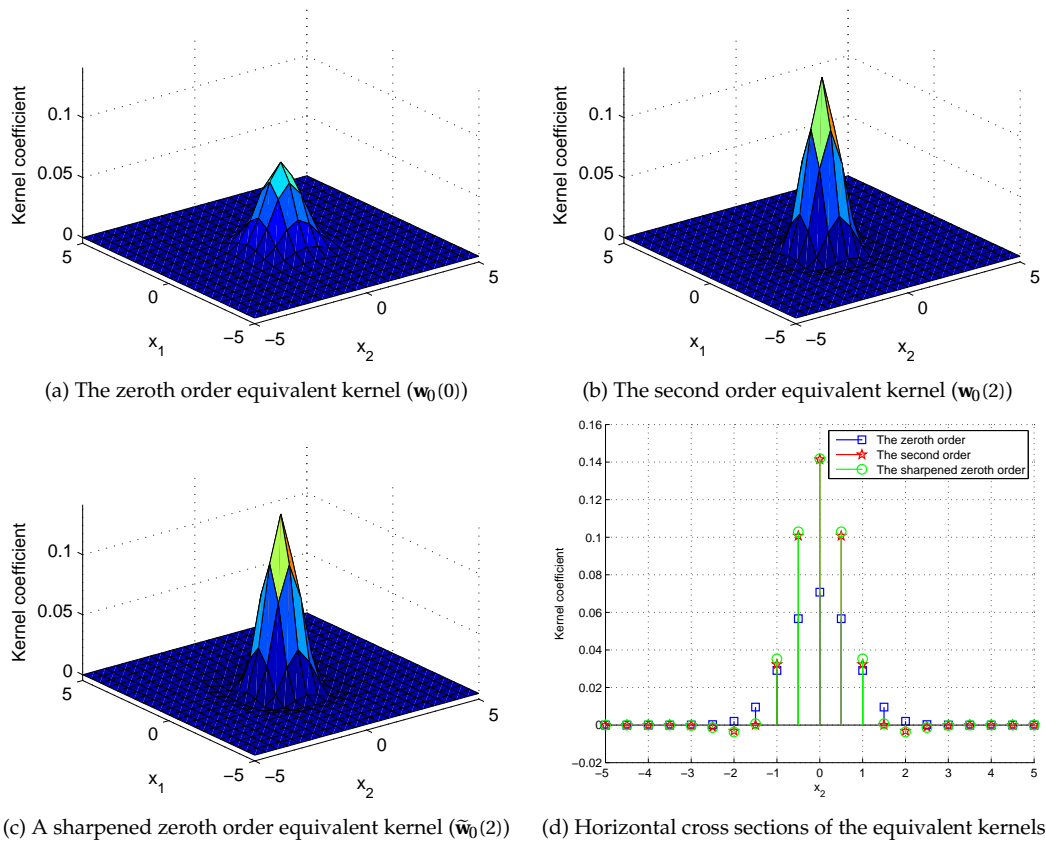 Kernel coefficient
0.1
0.05
0
5
0
−5
x1
−5
0
5
x2
(a) The zeroth order equivalent kernel (w0(0))
Kernel coefficient
0.1
0.05
0
5
0
−5
x1
−5
0
5
x2
(b) The second order equivalent kernel (w0(2))
Kernel coefficient
0.1
0.05
0
5
0
−5
x1
−5
0
5
x2
(c) A sharpened zeroth order equivalent kernel (w̃0(2))
The zeroth order
The second order
The sharpened zeroth order
Kernel coefficient
0.16
0.14
0.12
0.1
0.08
0.06
0.04
0.02
0
−0.02
−5 −4 −3 −2 −1 0 1 2 3 4 5
x2
(d) Horizontal cross sections of the equivalent kernels